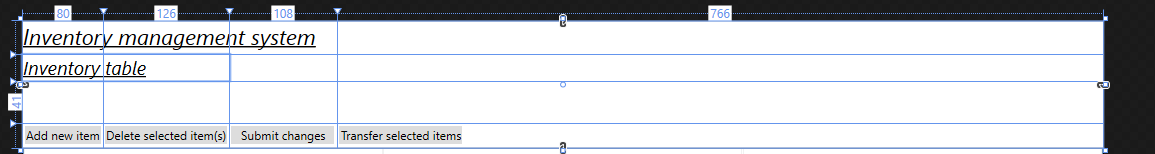 80 126 108 766
Inventory management system
Inventory table
41
Add new item Delete selected item(s) Submit changes Transfer selected items